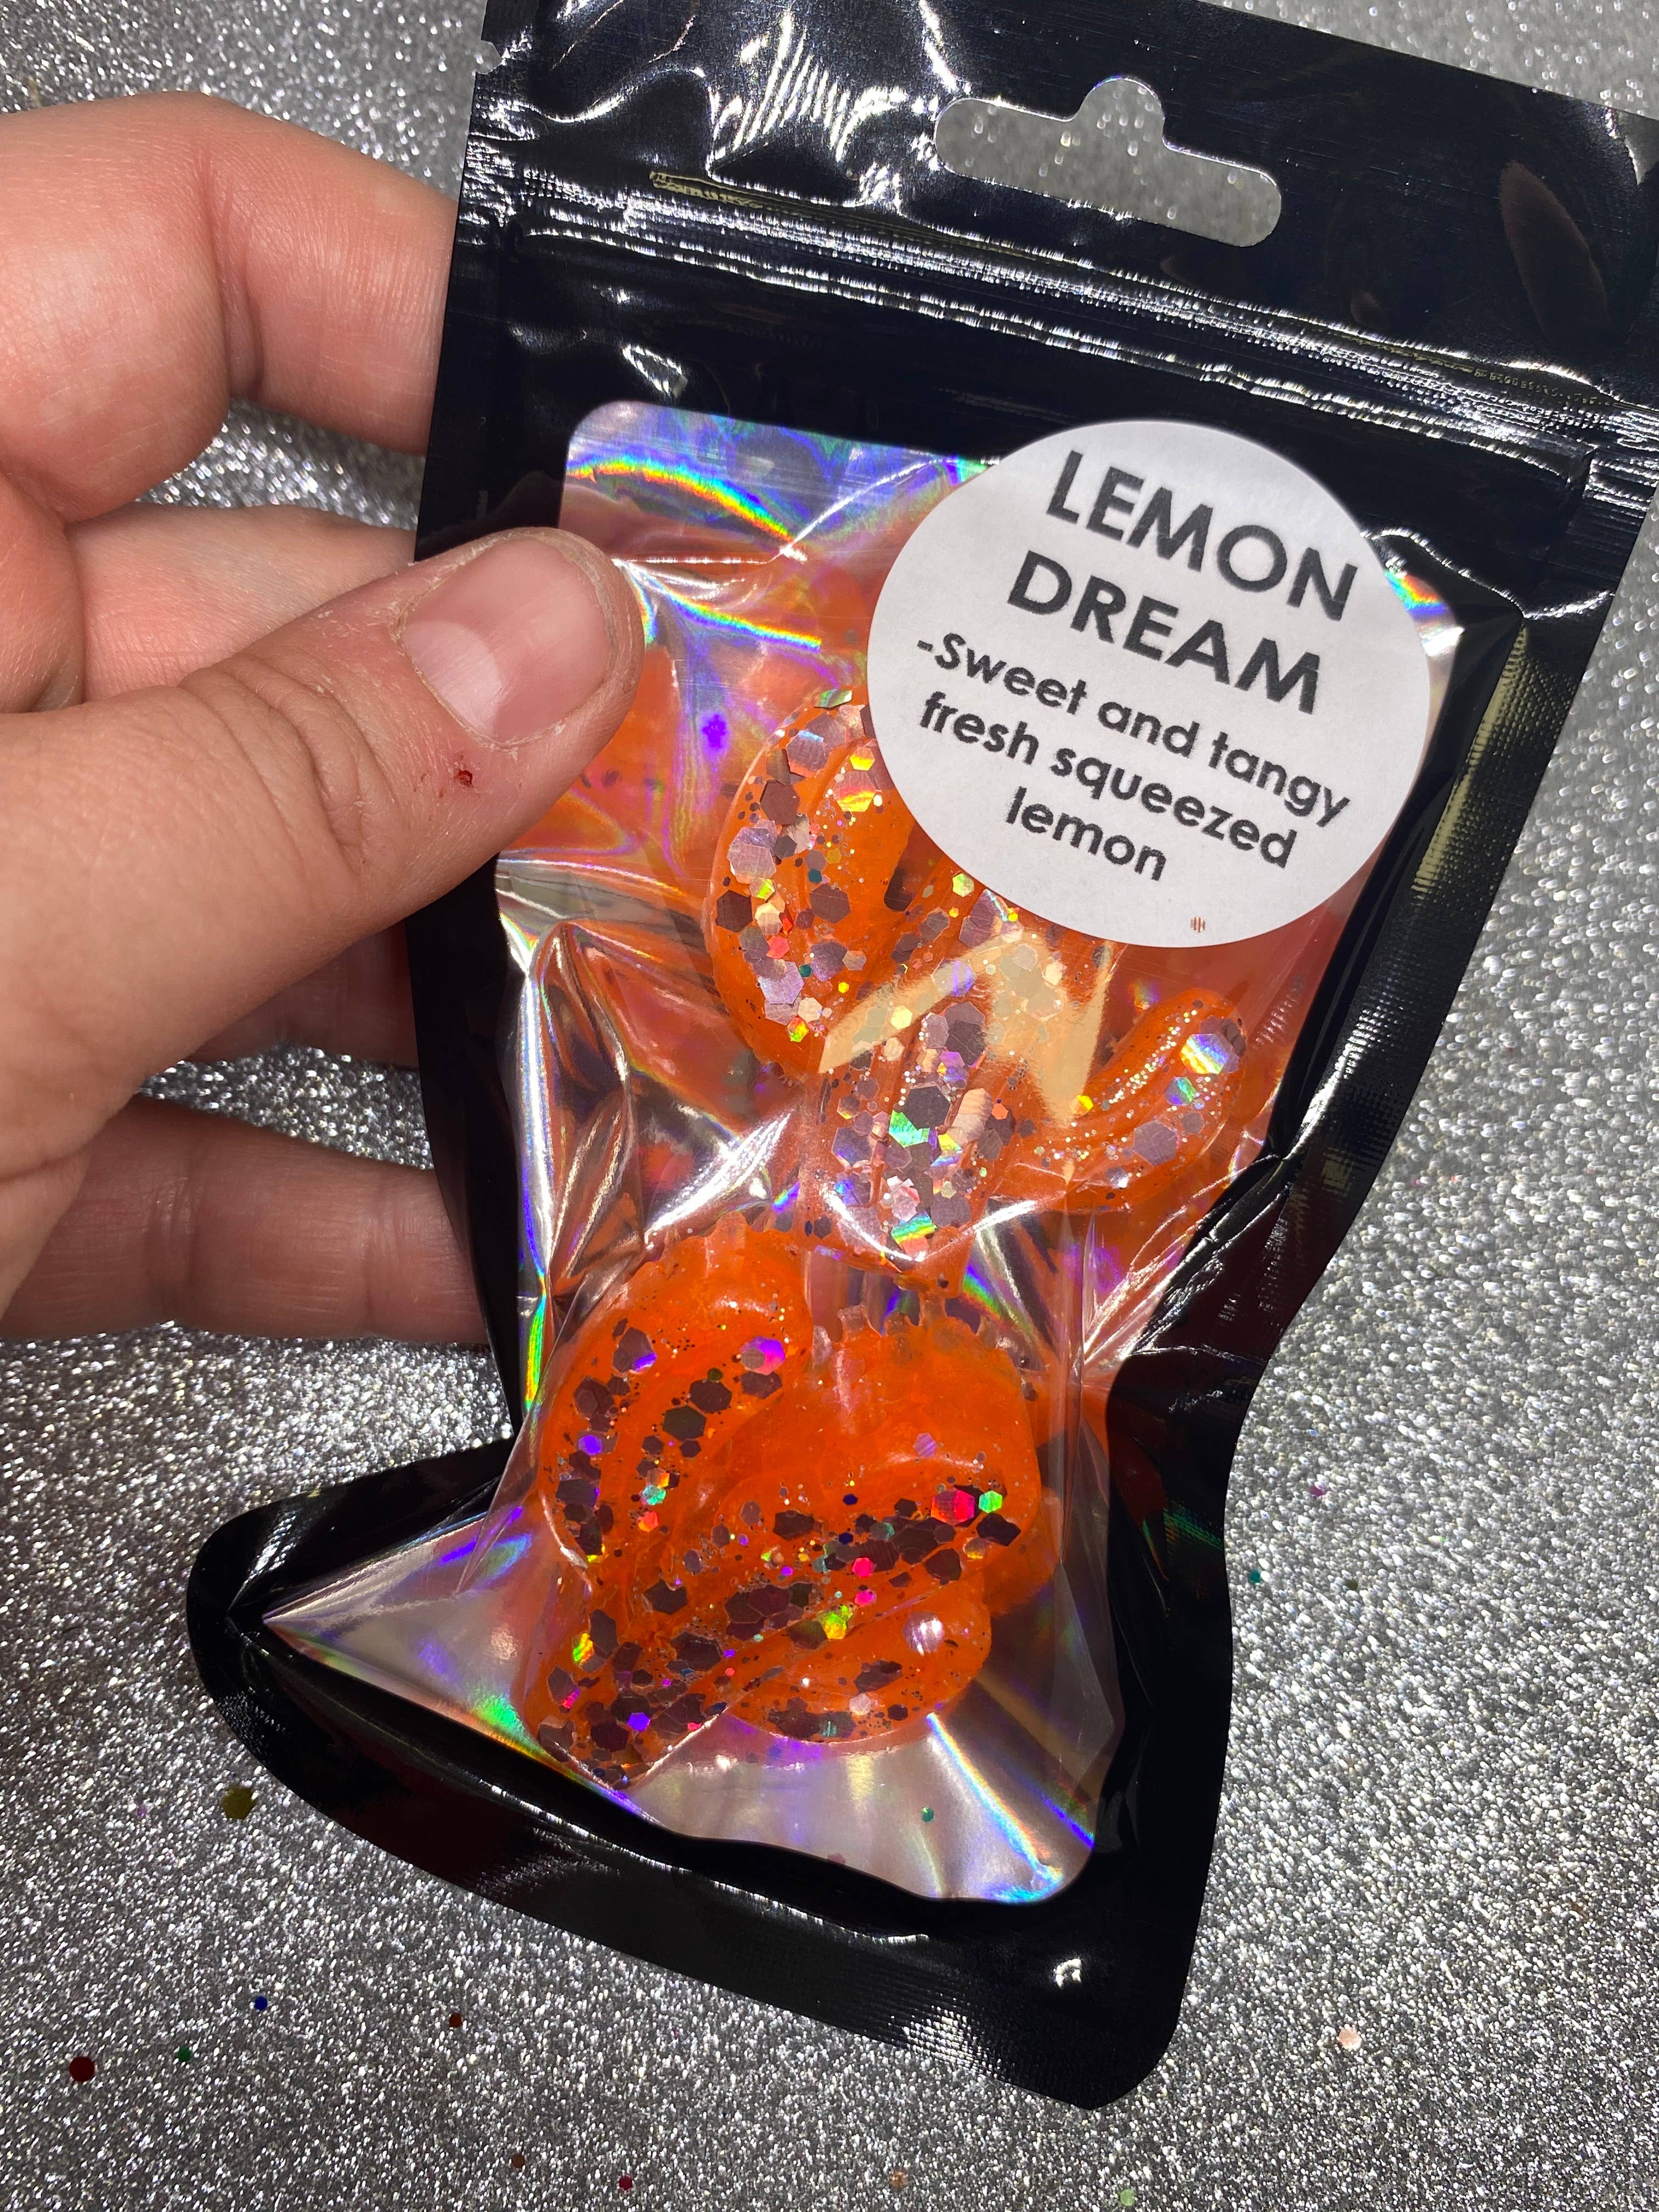 LEMON
DREAM
-Sweet and tangy
fresh squeezed
lemon